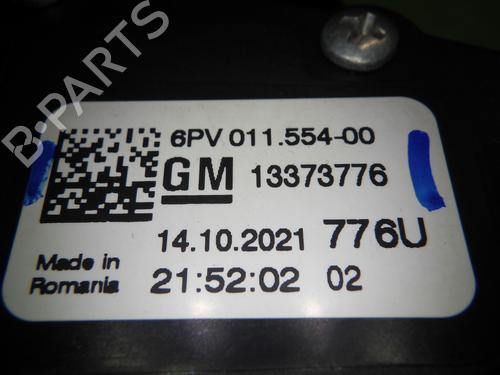 B-PARTS
6PV 011.554-00
GM 13373776
14.10.2021 776U
Made in
Romania
21:52:02 02